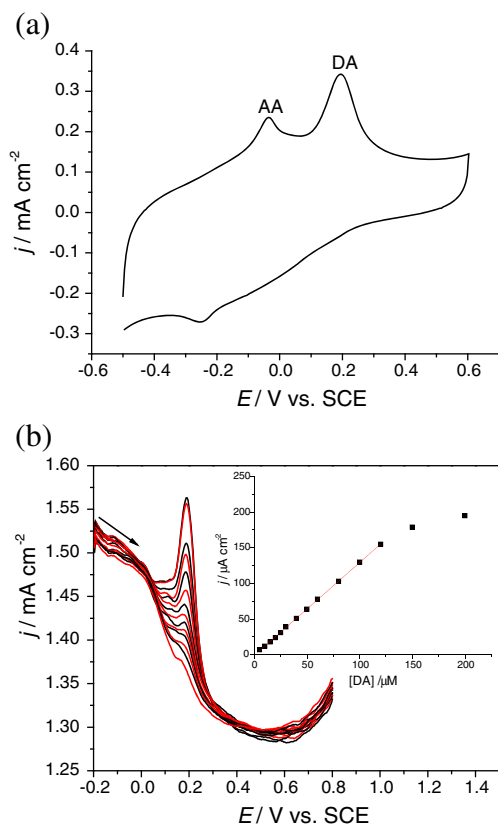 (a)
0.4
0.3
0.2
0.1
0.0
-0.1
-0.2
-0.3
j / mA cm-2
AA
DA
-0.6 -0.4 -0.2 0.0 0.2 0.4 0.6
E / V vs. SCE
(b)
1.60
1.55
1.50
1.45
1.40
1.35
1.30
1.25
j / mA cm-2
250
200
150
100
50
0
j / µA cm-2
0 50 100 150 200
[DA] /µM
-0.2 0.0 0.2 0.4 0.6 0.8 1.0 1.2 1.4
E / V vs. SCE